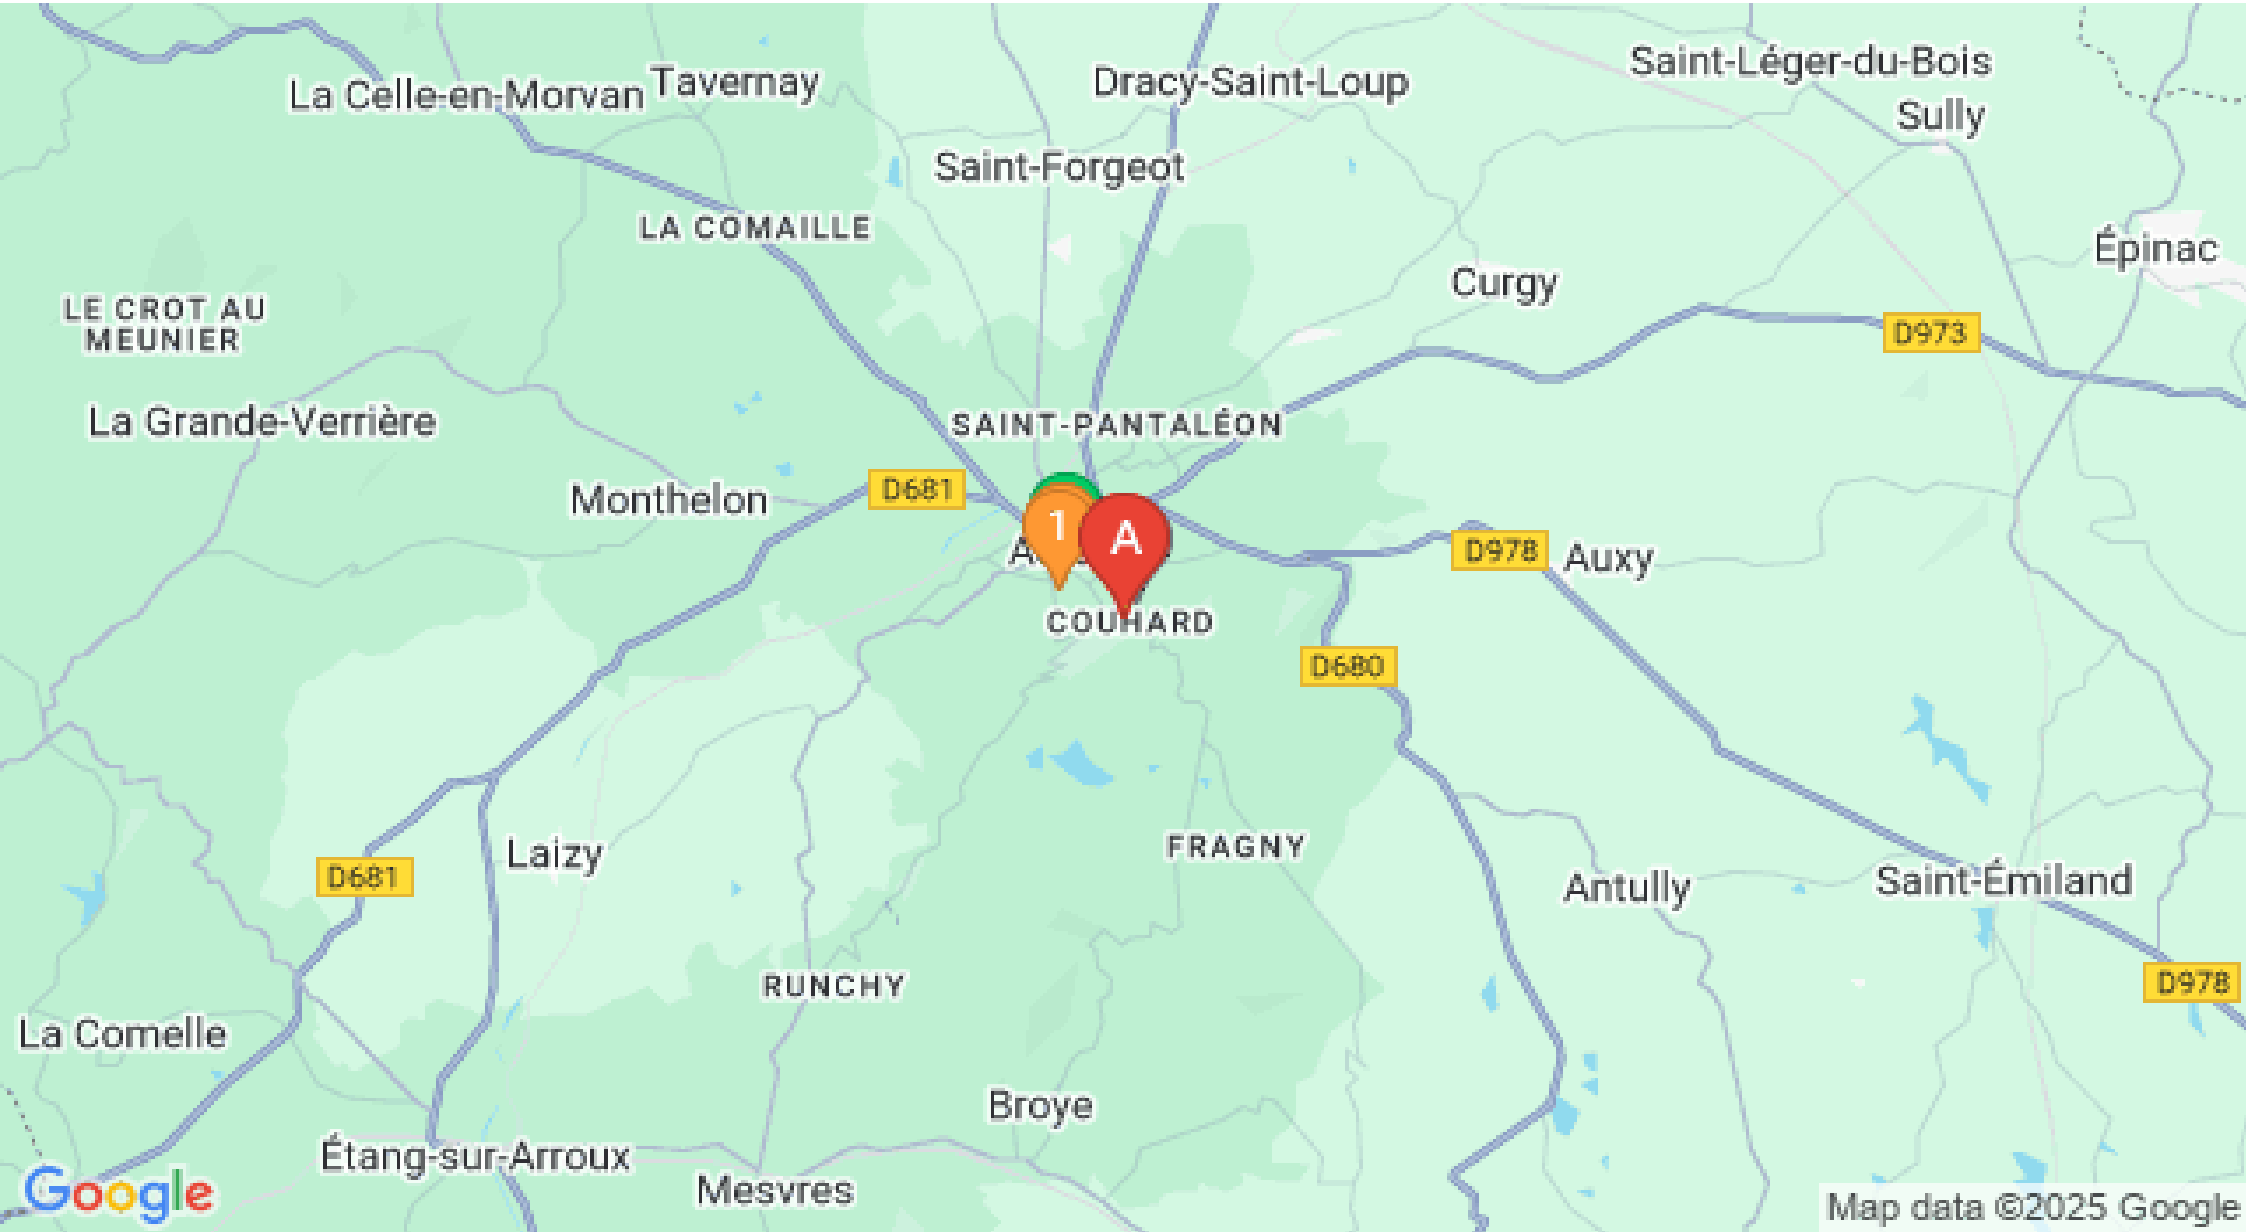 Saint-Léger-du-Bois
La Celle-en-Morvan
Tavernay
Dracy-Saint-Loup
Sully
Saint-Forgeot
LA COMAILLE
Épinac
Curgy
LE CROT AU
MEUNIER
D973
La Grande-Verrière
SAINT-PANTALÉON
D681
Monthelon
1
A
D978
Auxy
COUHARD
D680
FRAGNY
Laizy
D681
Antully
Saint-Émiland
RUNCHY
D978
La Comelle
Broye
Étang-sur-Arroux
Mesvres
Google
Map data ©2025 Google